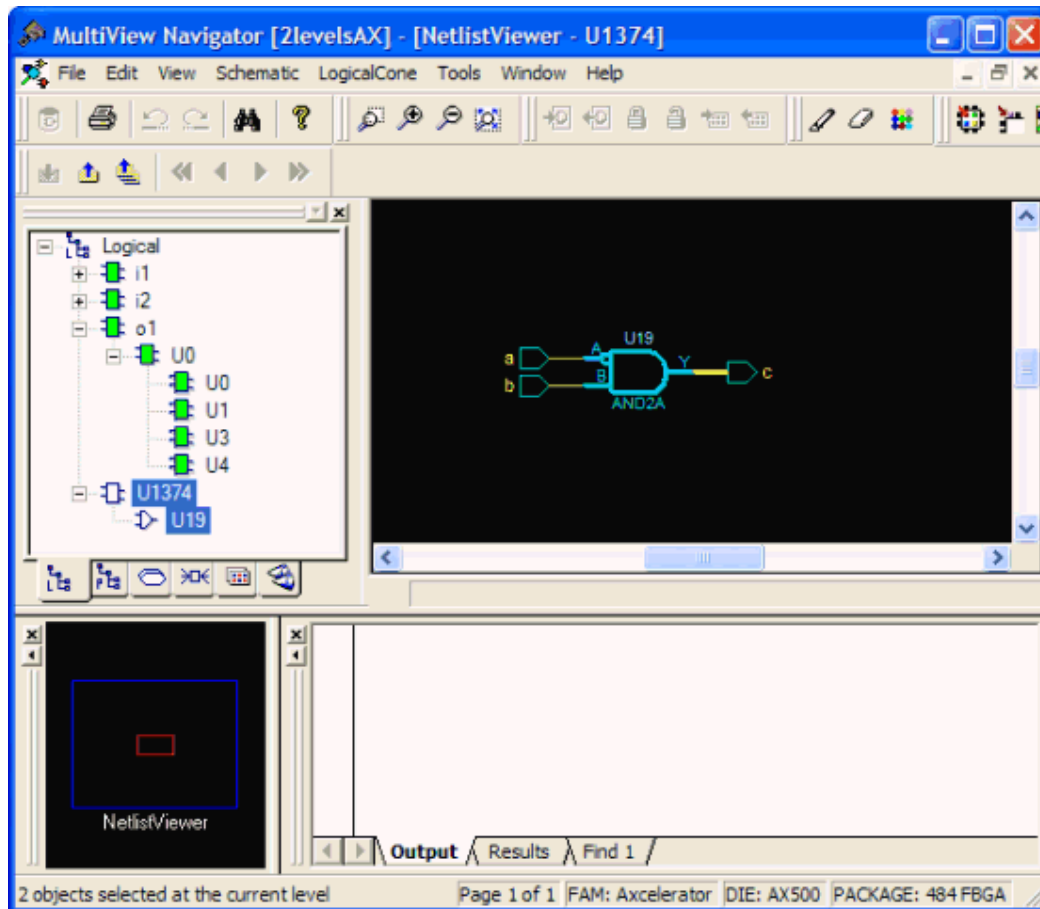 MultiView Navigator [2levelsAX] - [NetlistViewer - U1374]
File Edit View Schematic LogicalCone Tools Window Help
Logical
i1
i2
o1
U0
U0
U1
U3
U4
U1374
U19
U19
a A Y c
b B
AND2A
NetlistViewer
Output Results Find 1
2 objects selected at the current level Page 1 of 1 FAM: Axcelerator DIE: AX500 PACKAGE: 484 FBGA